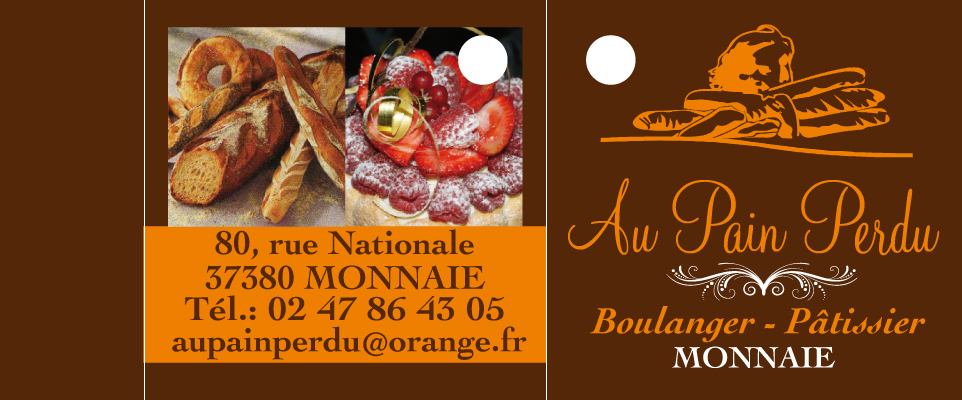 80, rue Nationale
37380 MONNAIE
Tél.: 02 47 86 43 05
aupainperdu@orange.fr
Au Pain Perdu
Boulanger - Pâtissier
MONNAIE